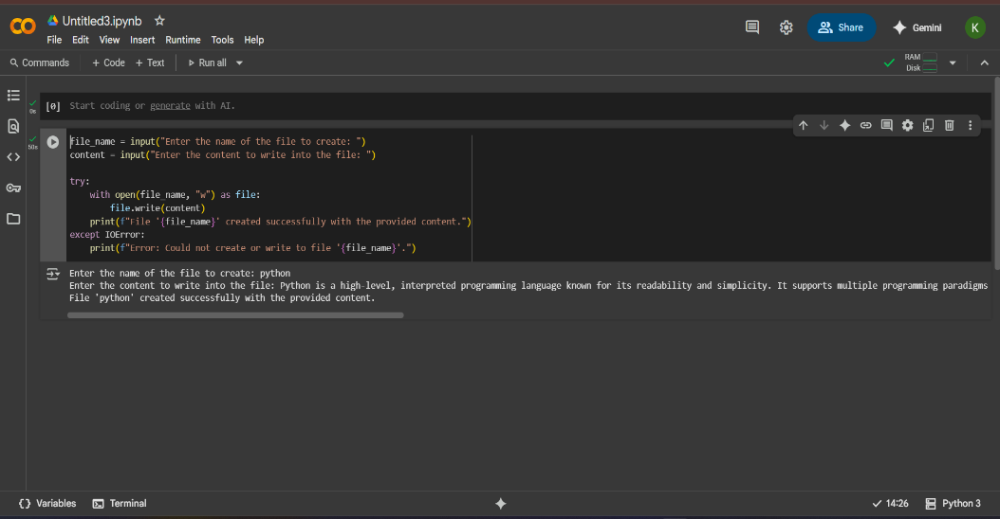 Untitled3.ipynb
File Edit View Insert Runtime Tools Help
Share
Gemini
K
Commands + Code + Text Run all
RAM
Disk
0s
[0] Start coding or generate with AI.
50s
file_name = input("Enter the name of the file to create: ")
content = input("Enter the content to write into the file: ")
try:
with open(file_name, "w") as file:
file.write(content)
print(f"File '{file_name}' created successfully with the provided content.")
except IOError:
print(f"Error: Could not create or write to file '{file_name}'.")
Enter the name of the file to create: python
Enter the content to write into the file: Python is a high-level, interpreted programming language known for its readability and simplicity. It supports multiple programming paradigms
File 'python' created successfully with the provided content.
Variables Terminal
14:26 Python 3